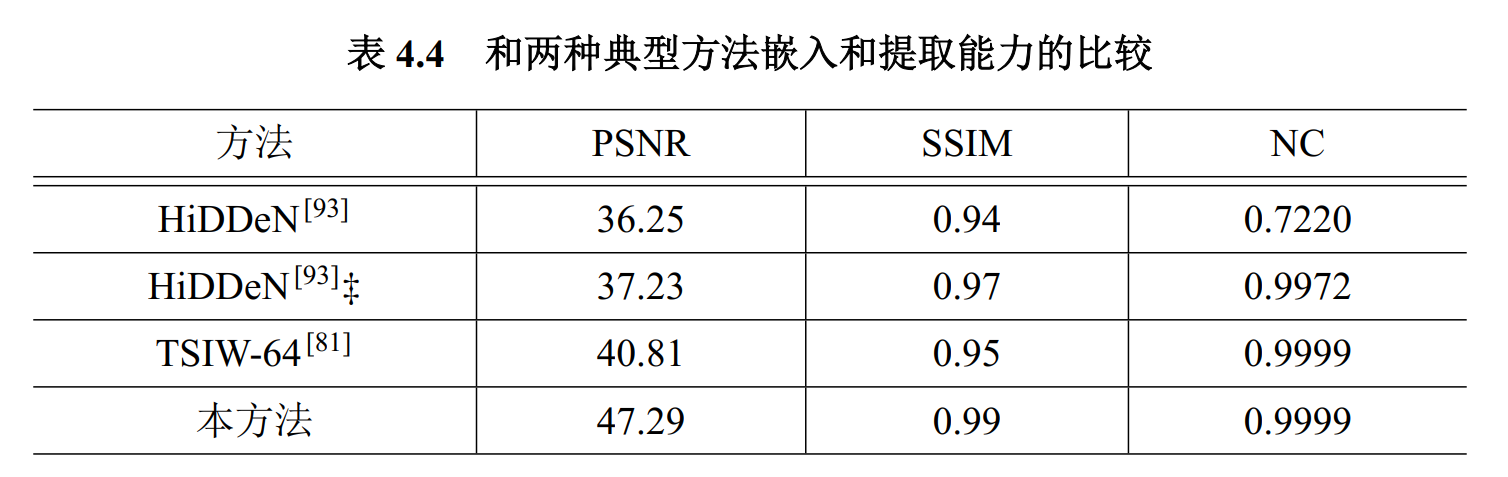 表 4.4 和两种典型方法嵌入和提取能力的比较
方法 PSNR SSIM NC
HiDDeN[93] 36.25 0.94 0.7220
HiDDeN[93]‡ 37.23 0.97 0.9972
TSIW-64[81] 40.81 0.95 0.9999
本方法 47.29 0.99 0.9999